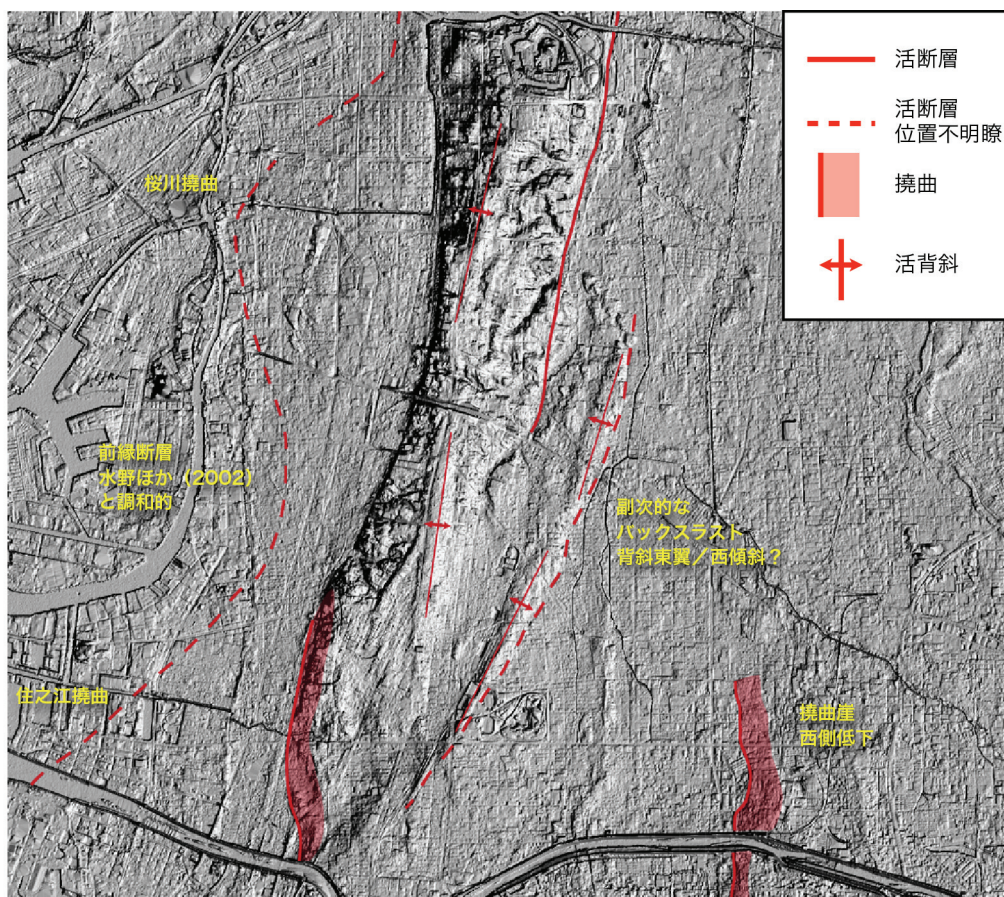 活断層
活断層
位置不明瞭
撓曲
活背斜
桜川撓曲
前縁断層
水野ほか（2002）
と調和的
副次的な
バックスラスト
背斜東翼／西傾斜？
住之江撓曲
撓曲崖
西側低下